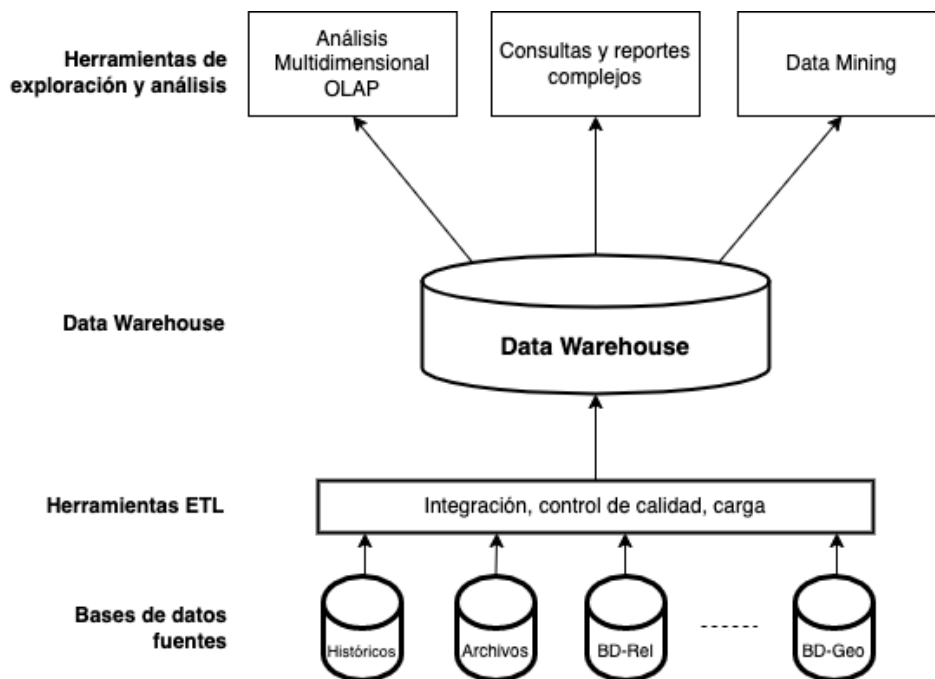 Herramientas de
exploración y análisis
Análisis
Multidimensional
OLAP
Consultas y reportes
complejos
Data Mining
Data Warehouse
Data Warehouse
Herramientas ETL
Integración, control de calidad, carga
Bases de datos
fuentes
Históricos
Archivos
BD-Rel
BD-Geo